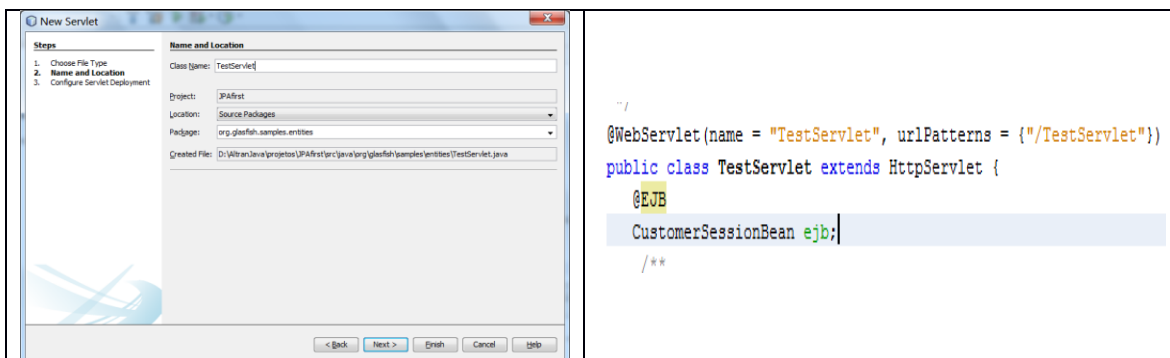 New Servlet
Steps
1. Choose File Type
2. Name and Location
3. Configure Servlet Deployment
Name and Location
Class Name: TestServlet
Project: JPAfirst
Location: Source Packages
Package: org.glasfish.samples.entities
Created File: D:\AltranJava\projetos\JPAfirst\src\java\org\glasfish\samples\entities\TestServlet.java
< Back
Next >
Finish
Cancel
Help
*/
@WebServlet(name = "TestServlet", urlPatterns = {"/TestServlet"})
public class TestServlet extends HttpServlet {
@EJB
CustomerSessionBean ejb;
/**